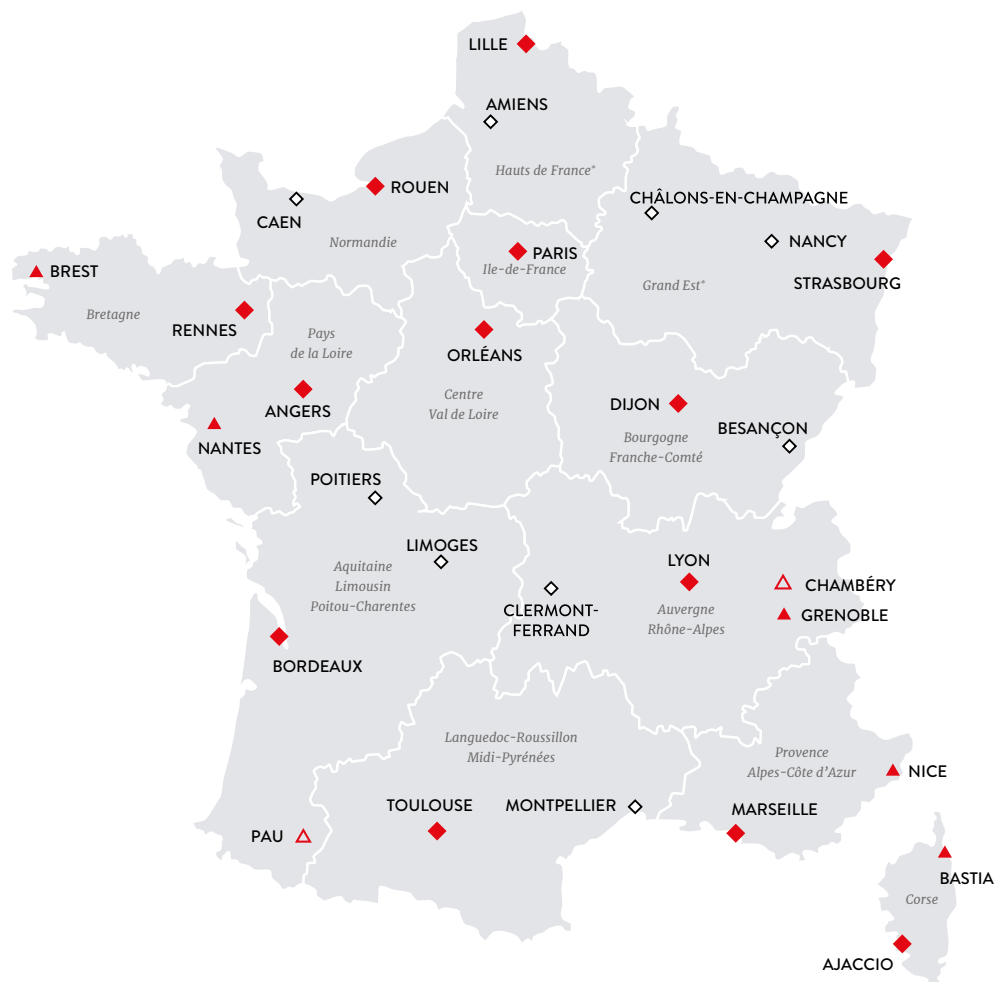 LILLE
AMIENS
Hauts de France*
ROUEN
CHÂLONS-EN-CHAMPAGNE
CAEN
Normandie
NANCY
PARIS
Ile-de-France
BREST
STRASBOURG
Grand Est*
Bretagne
RENNES
Pays
de la Loire
ORLÉANS
Centre
Val de Loire
ANGERS
DIJON
BESANÇON
Bourgogne
Franche-Comté
NANTES
POITIERS
LIMOGES
Aquitaine
Limousin
Poitou-Charentes
LYON
CHAMBÉRY
CLERMONT-
FERRAND
Auvergne
Rhône-Alpes
GRENOBLE
BORDEAUX
Languedoc-Roussillon
Midi-Pyrénées
Provence
Alpes-Côte d'Azur
NICE
TOULOUSE
MONTPELLIER
MARSEILLE
PAU
BASTIA
Corse
AJACCIO